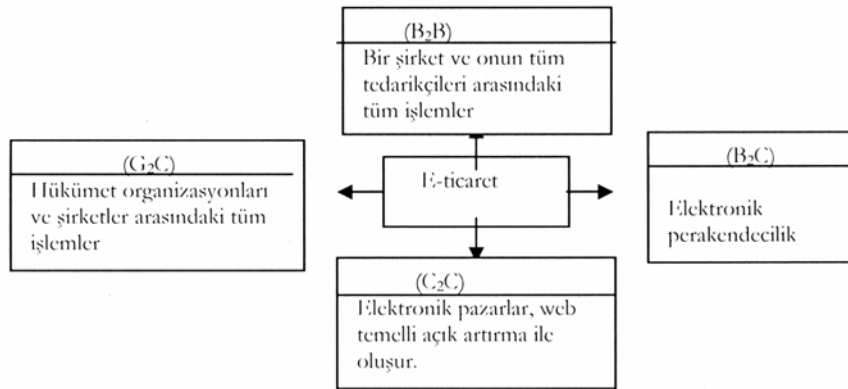 (B₂B)
Bir şirket ve onun tüm
tedarikçileri arasındaki
tüm işlemler
(G₂C)
Hükümet organizasyonları
ve şirketler arasındaki tüm
işlemler
E-ticaret
(B₂C)
Elektronik
perakendecilik
(C₂C)
Elektronik pazarlar, web
temelli açık artırma ile
oluşur.